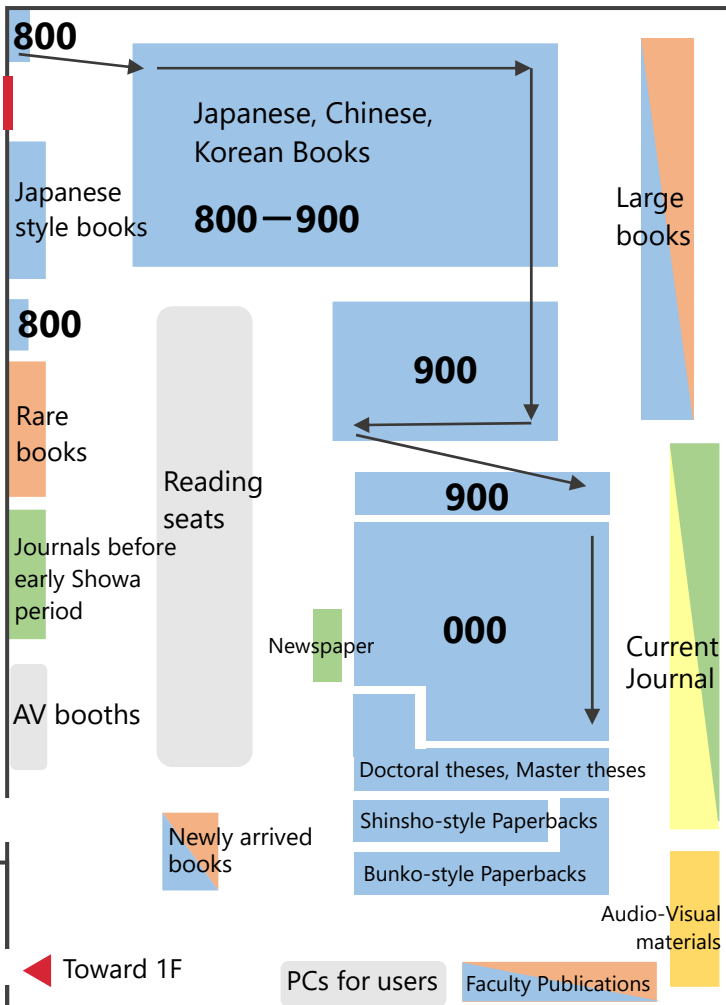 800
Japanese, Chinese,
Korean Books
800－900
Japanese
style books
Large
books
800
900
Rare
books
Reading
seats
900
Journals before
early Showa
period
000
Newspaper
Current
Journal
AV booths
Doctoral theses, Master theses
Shinsho-style Paperbacks
Newly arrived
books
Bunko-style Paperbacks
Audio-Visual
materials
Toward 1F
PCs for users
Faculty Publications